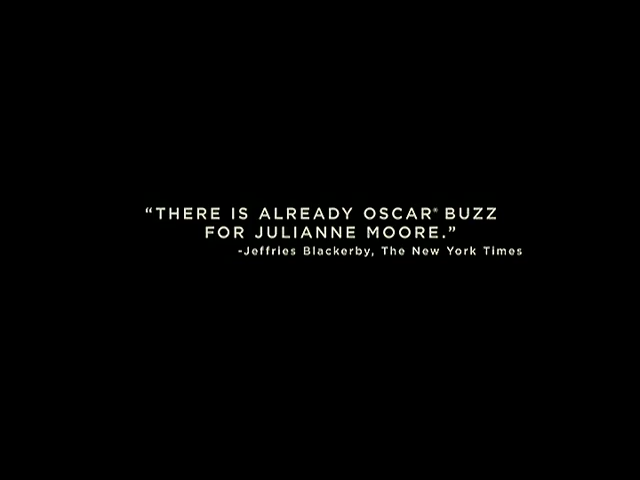 “THERE IS ALREADY OSCAR® BUZZ
FOR JULIANNE MOORE.”
-Jeffries Blackerby, The New York Times